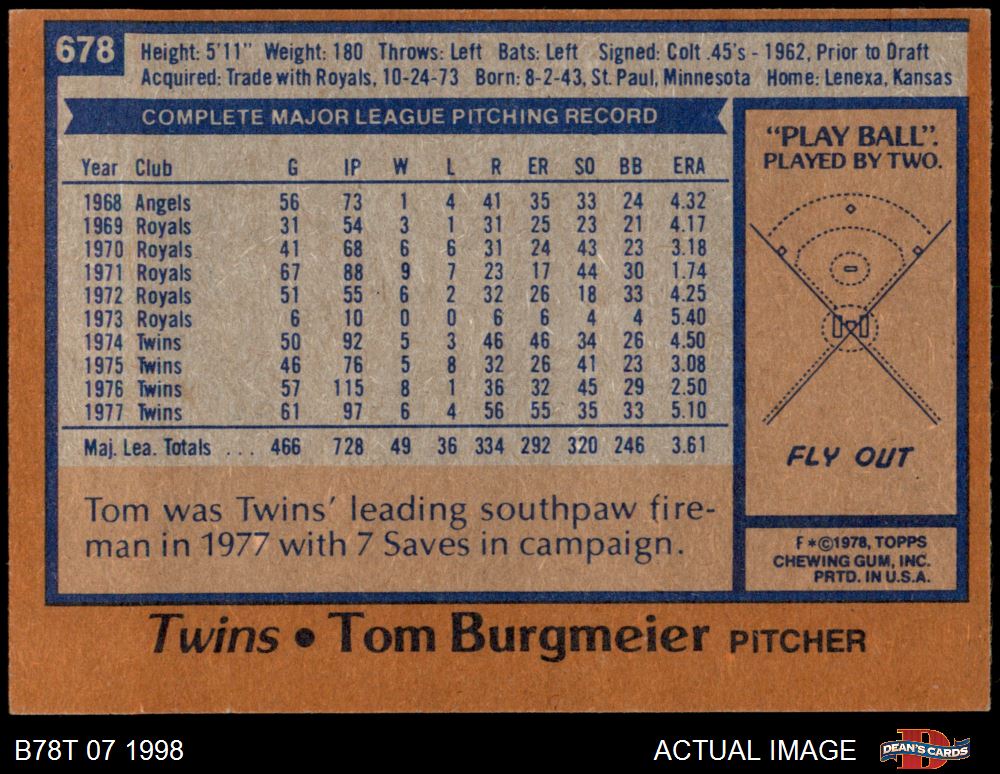 678
Height: 5'11" Weight: 180 Throws: Left Bats: Left Signed: Colt .45's - 1962, Prior to Draft
Acquired: Trade with Royals, 10-24-73 Born: 8-2-43, St. Paul, Minnesota Home: Lenexa, Kansas
COMPLETE MAJOR LEAGUE PITCHING RECORD
Year Club G IP W L R ER SO BB ERA
1968 Angels 56 73 1 4 41 35 33 24 4.32
1969 Royals 31 54 3 1 31 25 23 21 4.17
1970 Royals 41 68 6 6 31 24 43 23 3.18
1971 Royals 67 88 9 7 23 17 44 30 1.74
1972 Royals 51 55 6 2 32 26 18 33 4.25
1973 Royals 6 10 0 0 6 6 4 4 5.40
1974 Twins 50 92 5 3 46 46 34 26 4.50
1975 Twins 46 76 5 8 32 26 41 23 3.08
1976 Twins 57 115 8 1 36 32 45 29 2.50
1977 Twins 61 97 6 4 56 55 35 33 5.10
Maj. Lea. Totals . . . 466 728 49 36 334 292 320 246 3.61
Tom was Twins' leading southpaw fire-
man in 1977 with 7 Saves in campaign.
"PLAY BALL".
PLAYED BY TWO.
FLY OUT
F *©1978, TOPPS
CHEWING GUM, INC.
PRTD. IN U.S.A.
Twins • Tom Burgmeier PITCHER
B78T 07 1998
ACTUAL IMAGE
DEAN'S CARDS